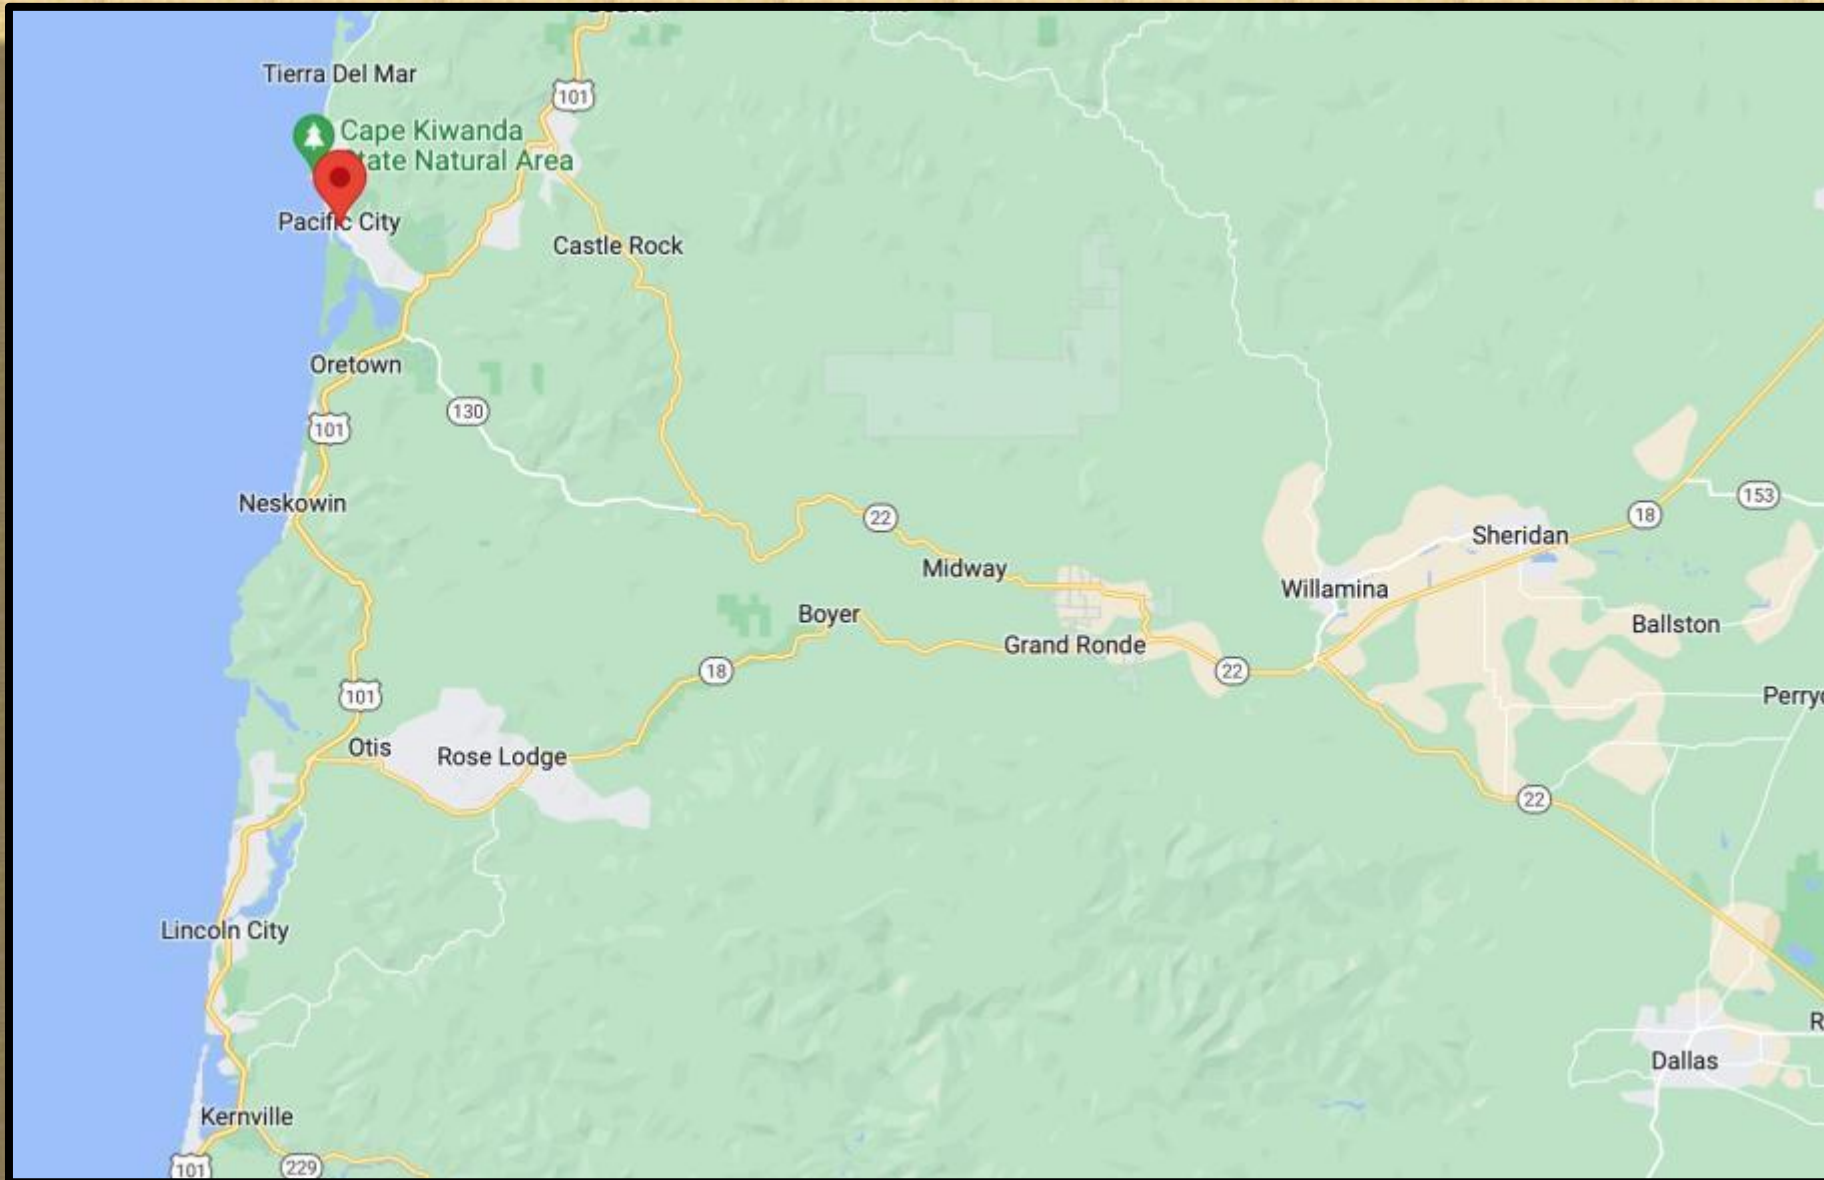 Tierra Del Mar
101
Cape Kiwanda
State Natural Area
Pacific City
Castle Rock
Oretown
130
101
Neskowin
22
153
18
Sheridan
Midway
Willamina
Boyer
Ballston
Grand Ronde
18
22
101
Perry
Otis
Rose Lodge
22
Lincoln City
R
Dallas
Kernville
101
229